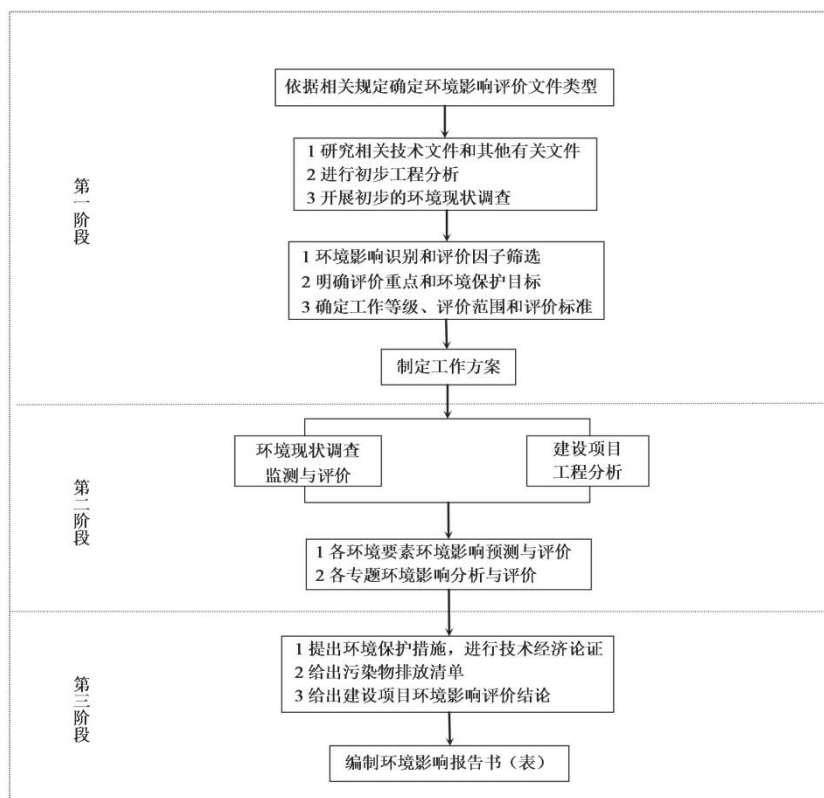 第一阶段
依据相关规定确定环境影响评价文件类型
1 研究相关技术文件和其他有关文件
2 进行初步工程分析
3 开展初步的环境现状调查
1 环境影响识别和评价因子筛选
2 明确评价重点和环境保护目标
3 确定工作等级、评价范围和评价标准
制定工作方案
第二阶段
环境现状调查
监测与评价
建设项目
工程分析
1 各环境要素环境影响预测与评价
2 各专题环境影响分析与评价
第三阶段
1 提出环境保护措施，进行技术经济论证
2 给出污染物排放清单
3 给出建设项目环境影响评价结论
编制环境影响报告书（表）